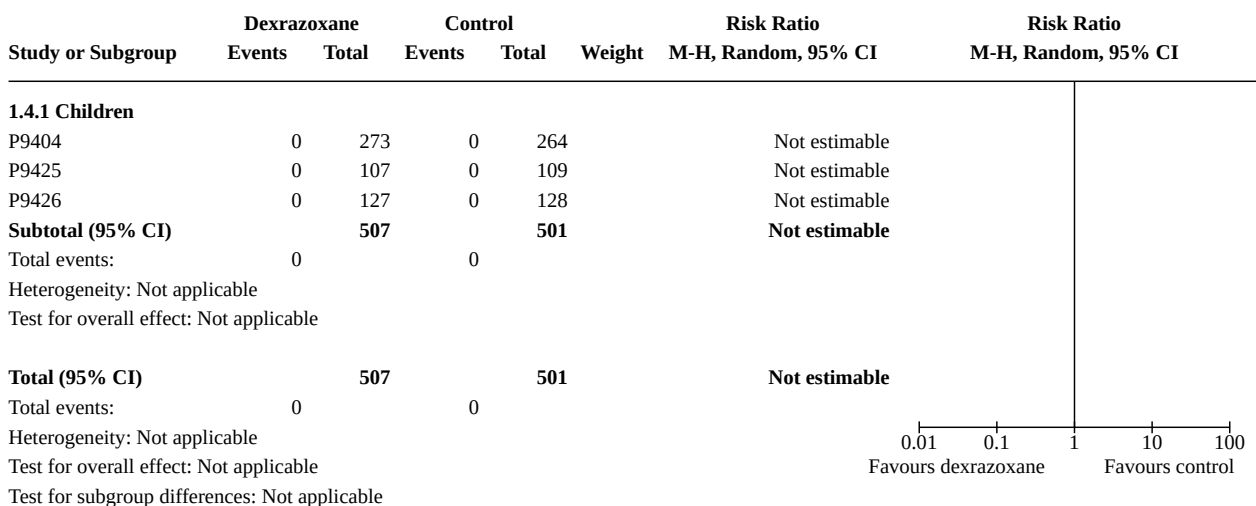 Dexrazoxane Control Risk Ratio Risk Ratio
Study or Subgroup Events Total Events Total Weight M-H, Random, 95% CI M-H, Random, 95% CI
1.4.1 Children
P9404 0 273 0 264 Not estimable
P9425 0 107 0 109 Not estimable
P9426 0 127 0 128 Not estimable
Subtotal (95% CI) 507 501 Not estimable
Total events: 0 0
Heterogeneity: Not applicable
Test for overall effect: Not applicable
Total (95% CI) 507 501 Not estimable
Total events: 0 0
Heterogeneity: Not applicable 0.01 0.1 1 10 100
Test for overall effect: Not applicable Favours dexrazoxane Favours control
Test for subgroup differences: Not applicable